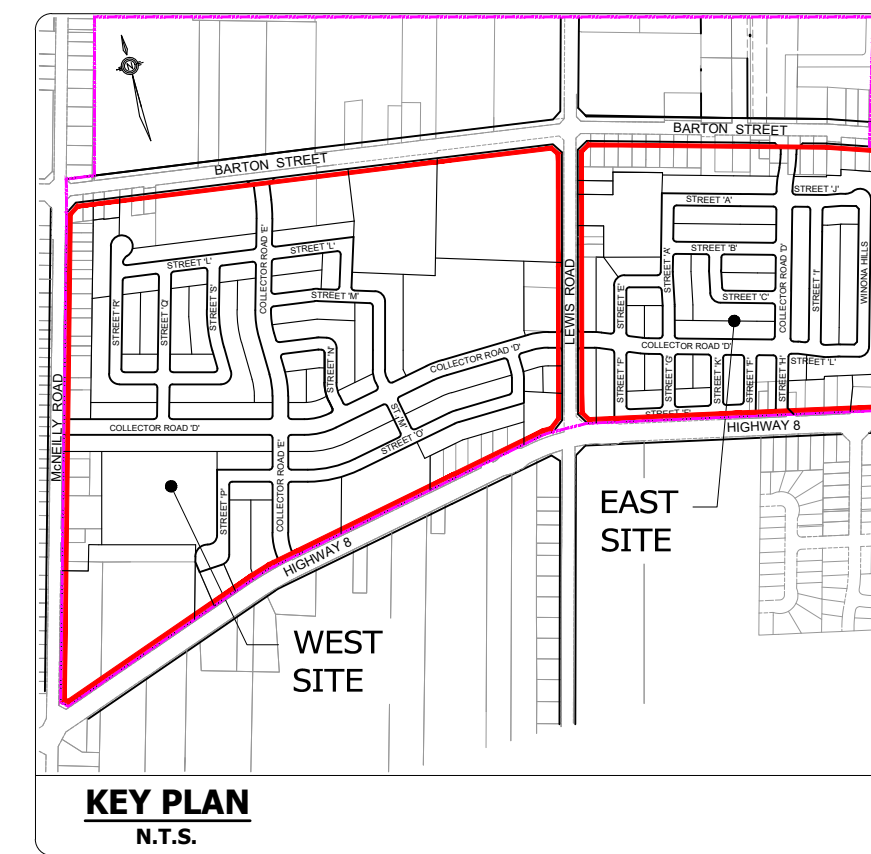 N
BARTON STREET
BARTON STREET
STREET 'J'
STREET 'A'
COLLECTOR ROAD 'E'
STREET 'L'
STREET 'L'
STREET 'B'
STREET 'A'
COLLECTOR ROAD 'D'
STREET 'I'
WINONA HILLS
STREET 'R'
STREET 'Q'
STREET 'S'
STREET 'M'
LEWIS ROAD
STREET 'E'
STREET 'C'
STREET 'N'
COLLECTOR ROAD 'D'
COLLECTOR ROAD 'D'
STREET 'F'
STREET 'G'
STREET 'K'
STREET 'F'
STREET 'H'
STREET 'L'
McNEILLY ROAD
ST. 'M'
COLLECTOR ROAD 'D'
STREET 'O'
HIGHWAY 8
COLLECTOR ROAD 'E'
STREET 'P'
EAST
SITE
HIGHWAY 8
WEST
SITE
KEY PLAN
N.T.S.